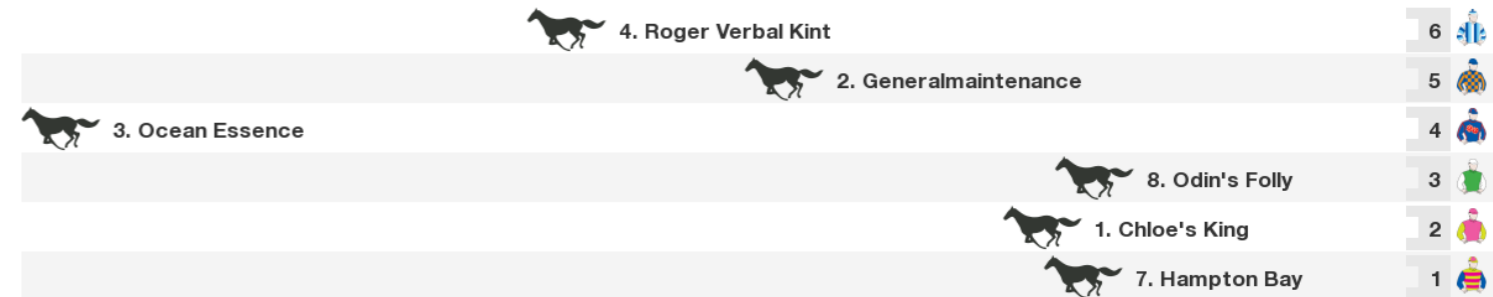 4. Roger Verbal Kint 6
2. Generalmaintenance 5
3. Ocean Essence 4
8. Odin's Folly 3
1. Chloe's King 2
7. Hampton Bay 1